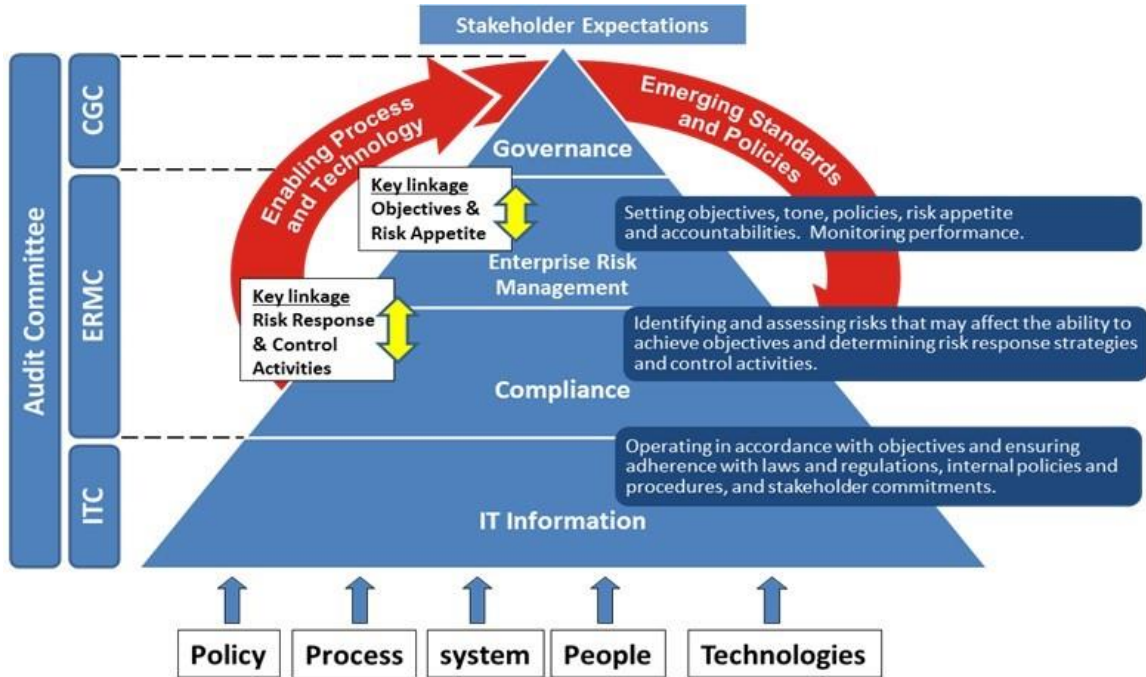 Stakeholder Expectations
Audit Committee
CGC
ERMC
ITC
Enabling Process
and Technology
Emerging Standards
and Policies
Governance
Key linkage
Objectives &
Risk Appetite
Setting objectives, tone, policies, risk appetite
and accountabilities. Monitoring performance.
Enterprise Risk
Management
Key linkage
Risk Response
& Control
Activities
Identifying and assessing risks that may affect the ability to
achieve objectives and determining risk response strategies
and control activities.
Compliance
Operating in accordance with objectives and ensuring
adherence with laws and regulations, internal policies and
procedures, and stakeholder commitments.
IT Information
Policy
Process
system
People
Technologies